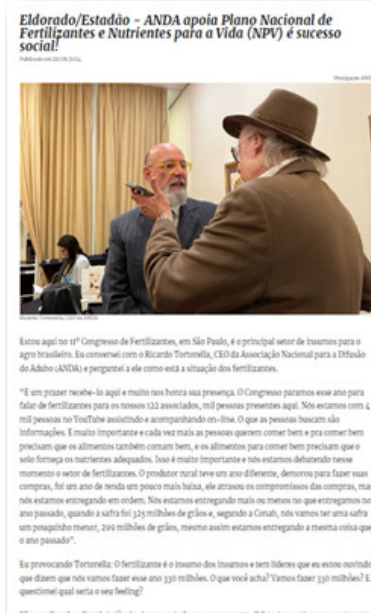 Eldorado/Estadão - ANDA apoia Plano Nacional de
Fertilizantes e Nutrientes para a Vida (NPV) é sucesso
social!
Publicado em
Divulgação
Ricardo Tortorella, CEO da ANDA
Estou aqui no 11º Congresso de Fertilizantes, em São Paulo, é o principal setor de insumos para o
agro brasileiro. Eu conversei com o Ricardo Tortorella, CEO da Associação Nacional para a Difusão
do Adubo (ANDA) e perguntei a ele como está a situação dos fertilizantes.
“É um prazer recebe-lo aqui e muito nos honra sua presença. O Congresso paramos esse ano para
falar de fertilizantes para os nossos 122 associados, mil pessoas presentes aqui. Nós estamos com 4
mil pessoas no YouTube assistindo e acompanhando on-line. O que as pessoas buscam são
informações. É muito importante e cada vez mais as pessoas querem comer bem e pra comer bem
precisam que os alimentos também comam bem, e os alimentos para comer bem precisam que o
solo forneça os nutrientes adequados. Isso é muito importante e nós estamos debatendo nesse
momento o setor de fertilizantes. O produtor rural teve um ano diferente, demorou para fazer suas
compras, foi um ano de renda um pouco mais baixa, ele atrasou os compromissos das compras, mas
nós estamos entregando em ordem. Nós estamos entregando mais ou menos no que entregamos no
ano passado, quando a safra foi 325 milhões de grãos e, segundo a Conab, nós vamos ter uma safra
um pouquinho menor, 299 milhões de grãos, mesmo assim estamos entregando a mesma coisa que
o ano passado”.
Eu provocando Tortorella: O fertilizante é o insumo dos insumos e tem líderes que eu estou ouvindo
que dizem que nós vamos fazer esse ano 330 milhões. O que você acha? Vamos fazer 330 milhões? E
questionei qual seria o seu feeling?